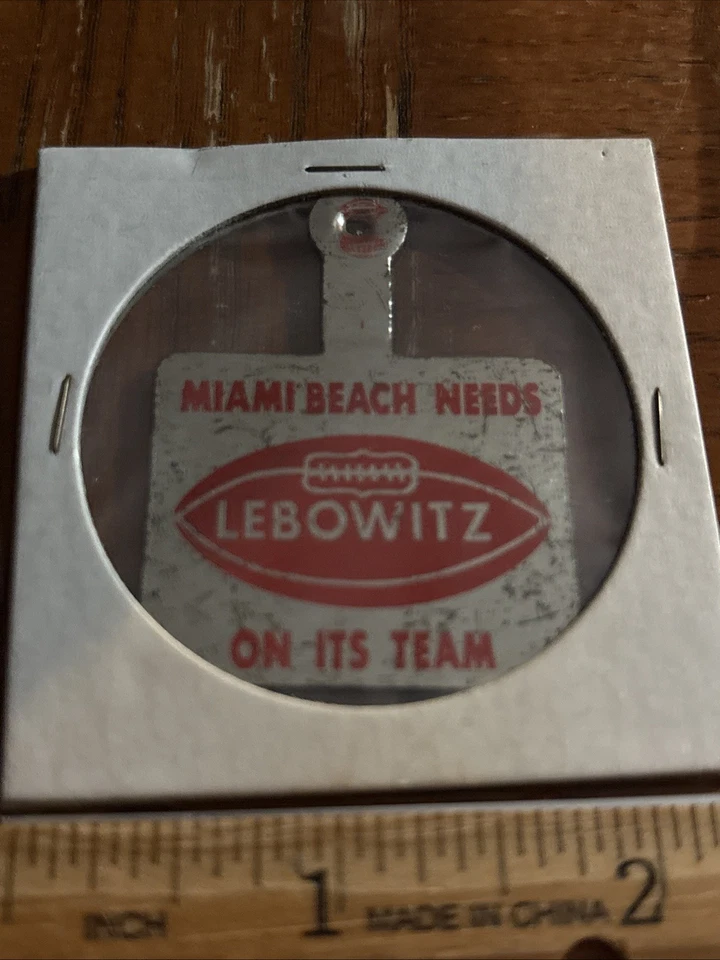 MIAMI BEACH NEEDS
LEBOWITZ
ON ITS TEAM
1 2
INCH MADE IN CHINA